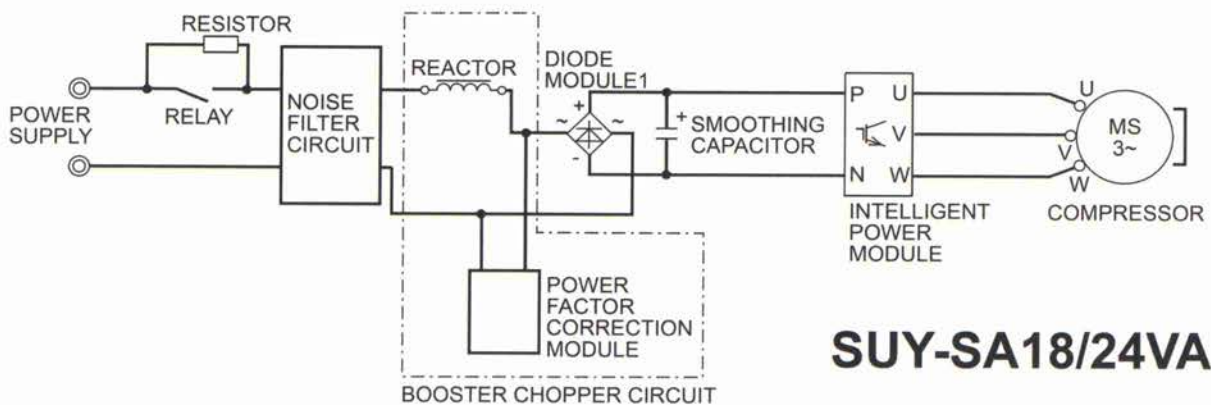 RESISTOR
POWER
SUPPLY
RELAY
NOISE
FILTER
CIRCUIT
REACTOR
DIODE
MODULE1
~ + ~ -
+
SMOOTHING
CAPACITOR
P U
V
N W
INTELLIGENT
POWER
MODULE
U
V
W
MS
3~
COMPRESSOR
POWER
FACTOR
CORRECTION
MODULE
BOOSTER CHOPPER CIRCUIT
SUY-SA18/24VA